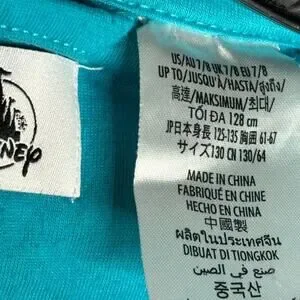 DISNEY
US/AU 7/8 UK 7/8 EU 7/8
UP TO/JUSQU'À/HASTA/สูงถึง/
高達/MAKSIMUM/최대/
TỐI ĐA 128 cm
JP日本身長 125-135 胸囲 61-67
サイズ130 CN 130/64
MADE IN CHINA
FABRIQUÉ EN CHINE
HECHO EN CHINA
中國製
ผลิตในประเทศจีน
DIBUAT DI TIONGKOK
صنع في الصين
중국산